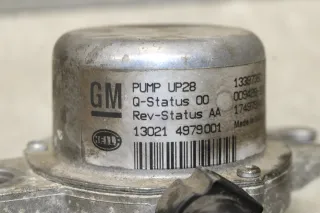 GM
PUMP UP28
Q-Status 00
Rev-Status AA
13021 4979001
HELLA